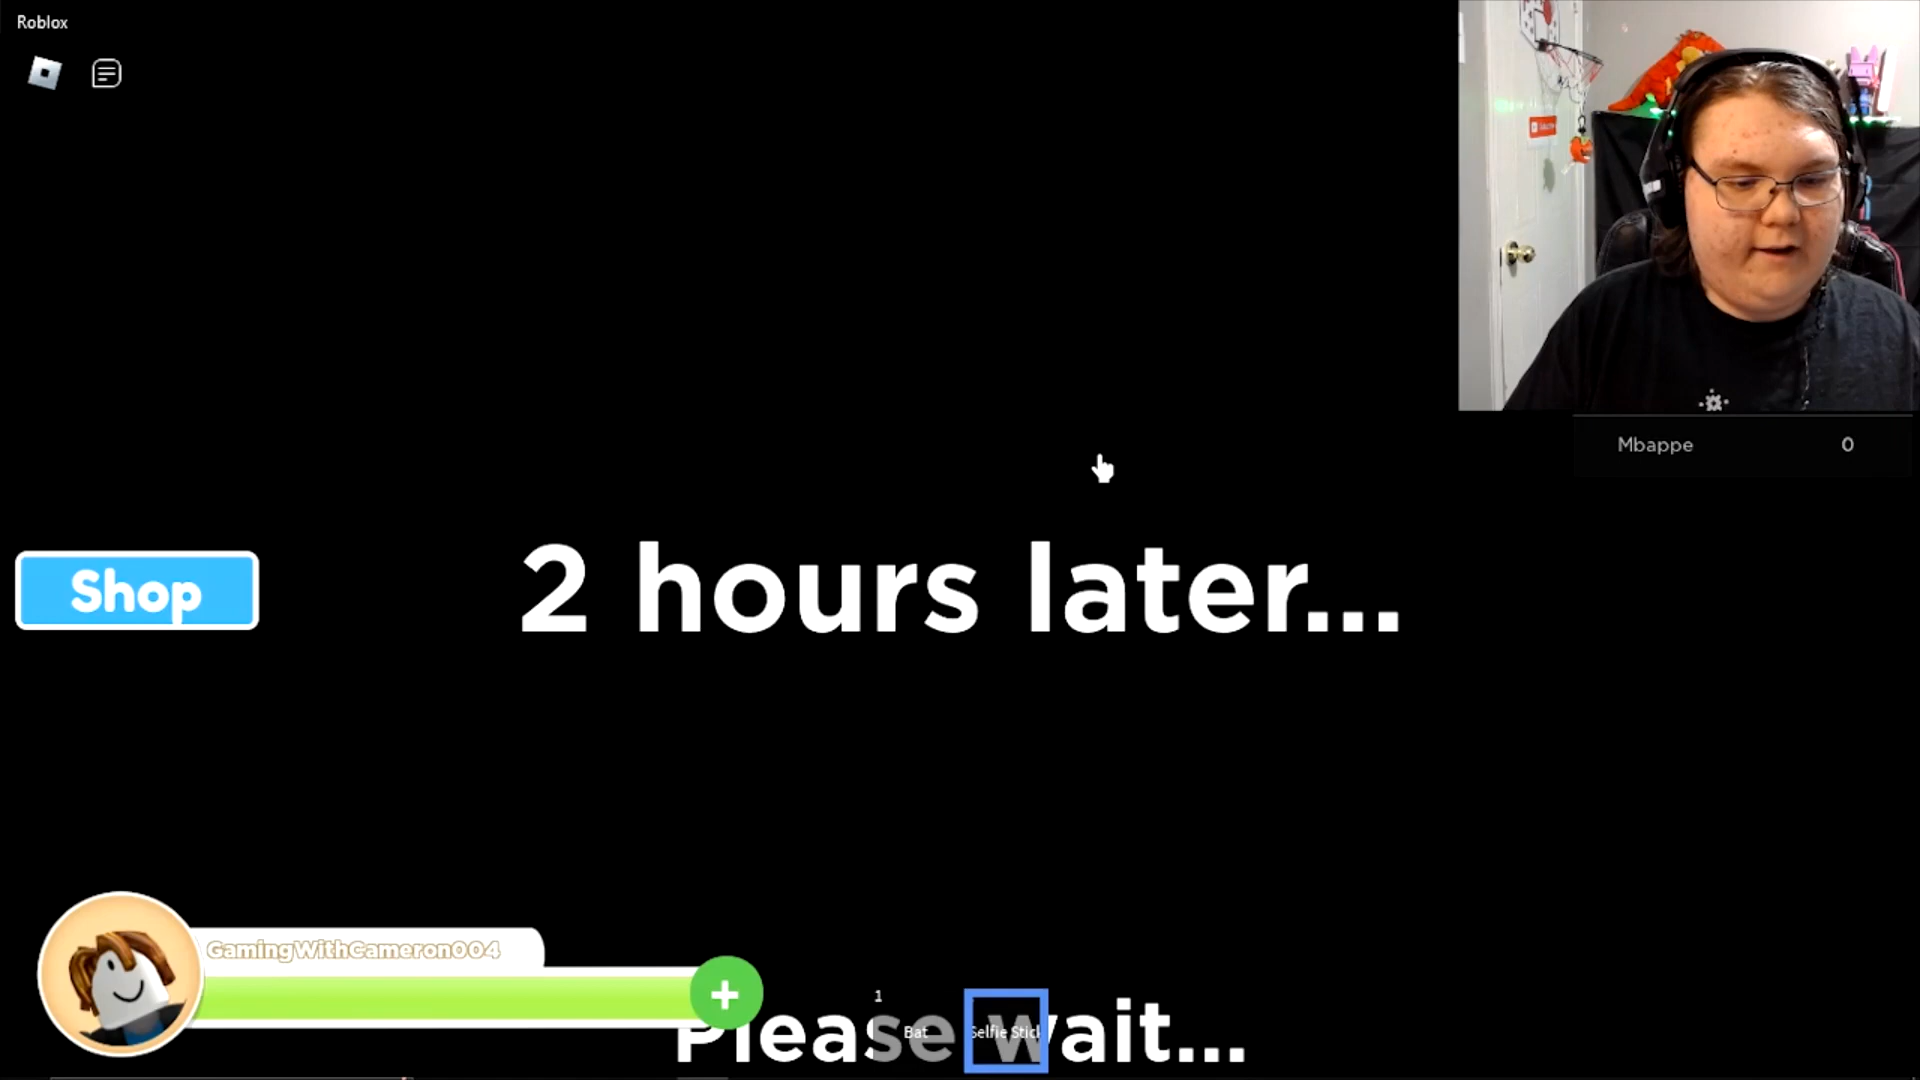 Roblox
Mbappe 0
2 hours later...
Shop
GamingWithCameron004
1
Bat
Selfie Stick
Please wait...